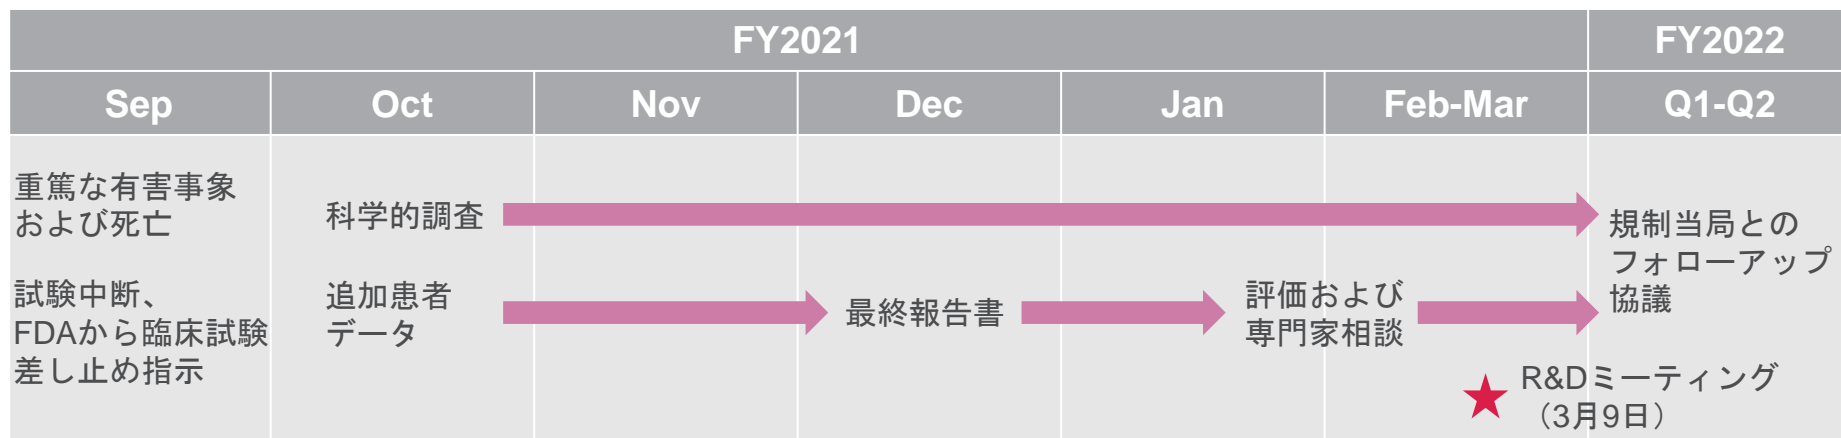 FY2021
FY2022
Sep
Oct
Nov
Dec
Jan
Feb-Mar
Q1-Q2
重篤な有害事象
および死亡
試験中断、
FDAから臨床試験
差し止め指示
科学的調査
追加患者
データ
最終報告書
評価および
専門家相談
規制当局との
フォローアップ
協議
R&Dミーティング
（3月9日）